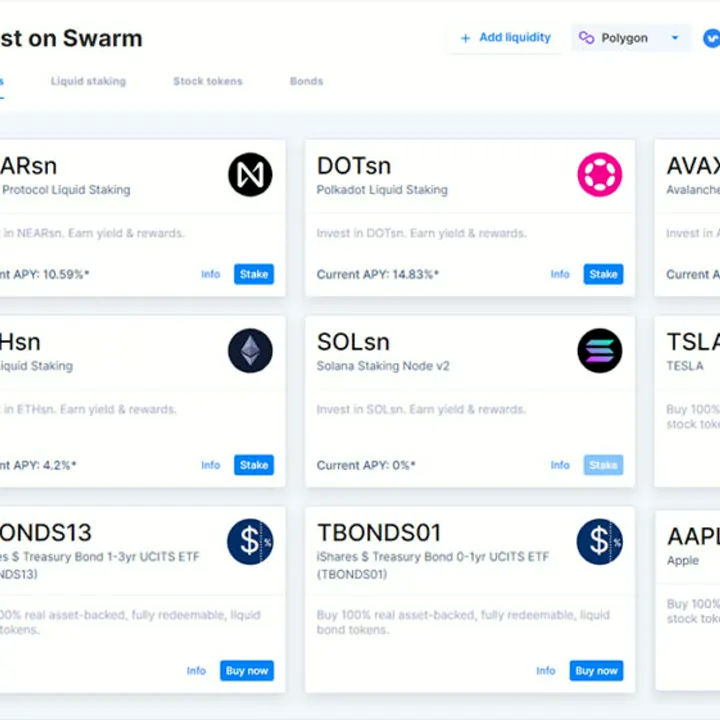 st on Swarm
+ Add liquidity
Polygon
s
Liquid staking
Stock tokens
Bonds
ARsn
Protocol Liquid Staking
in NEARsn. Earn yield & rewards.
nt APY: 10.59%*
Info
Stake
DOTsn
Polkadot Liquid Staking
Invest in DOTsn. Earn yield & rewards.
Current APY: 14.83%*
Info
Stake
AVAX
Avalanche
Invest in A
Current A
Hsn
iquid Staking
in ETHsn. Earn yield & rewards.
nt APY: 4.2%*
Info
Stake
SOLsn
Solana Staking Node v2
Invest in SOLsn. Earn yield & rewards.
Current APY: 0%*
Info
Stake
TSLA
TESLA
Buy 100%
stock toke
ONDS13
es $ Treasury Bond 1-3yr UCITS ETF
NDS13)
00% real asset-backed, fully redeemable, liquid
tokens.
Info
Buy now
$ %
TBONDS01
iShares $ Treasury Bond 0-1yr UCITS ETF
(TBONDS01)
Buy 100% real asset-backed, fully redeemable, liquid
bond tokens.
Info
Buy now
$ %
AAPL
Apple
Buy 100%
stock toke